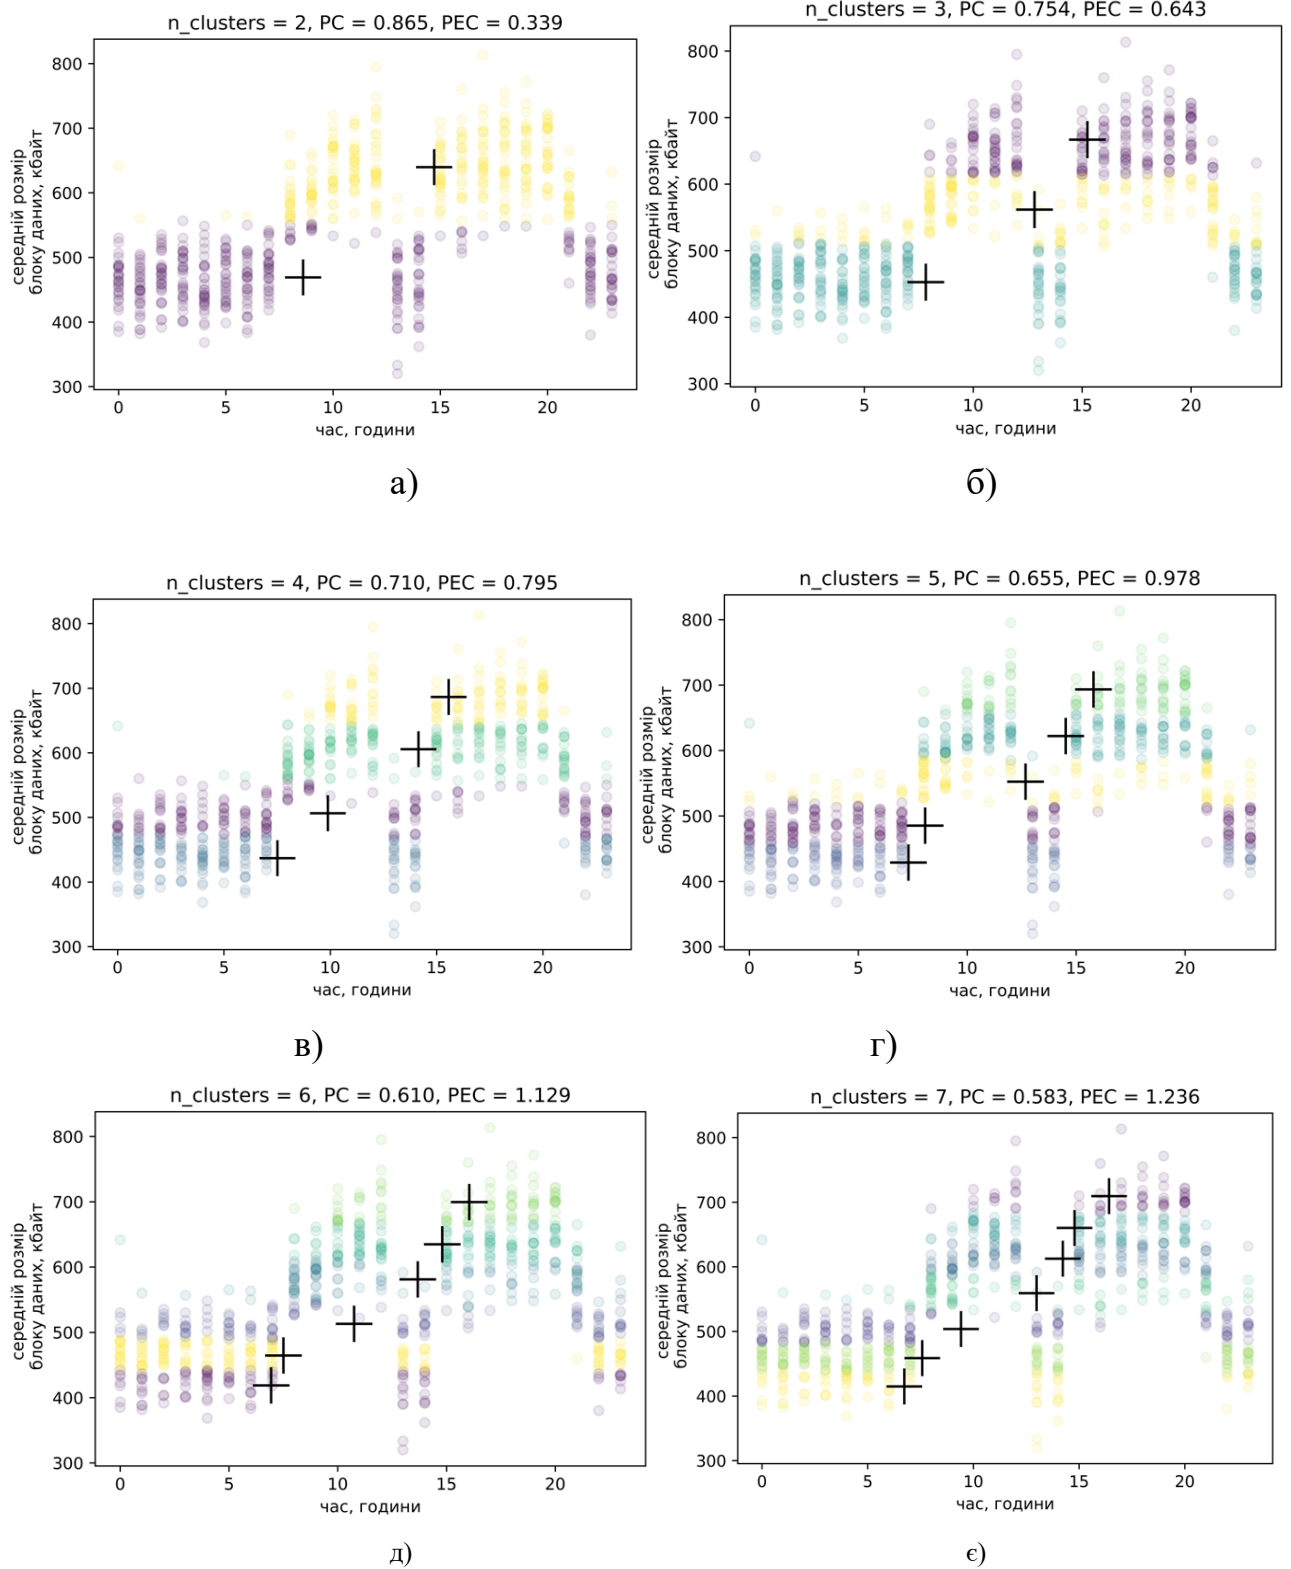 n_clusters = 2, PC = 0.865, PEC = 0.339
800
700
600
500
400
300
середній розмір
блоку даних, кбайт
0 5 10 15 20
час, години
а)
n_clusters = 3, PC = 0.754, PEC = 0.643
800
700
600
500
400
300
середній розмір
блоку даних, кбайт
0 5 10 15 20
час, години
б)
n_clusters = 4, PC = 0.710, PEC = 0.795
800
700
600
500
400
300
середній розмір
блоку даних, кбайт
0 5 10 15 20
час, години
в)
n_clusters = 5, PC = 0.655, PEC = 0.978
800
700
600
500
400
300
середній розмір
блоку даних, кбайт
0 5 10 15 20
час, години
г)
n_clusters = 6, PC = 0.610, PEC = 1.129
800
700
600
500
400
300
середній розмір
блоку даних, кбайт
0 5 10 15 20
час, години
д)
n_clusters = 7, PC = 0.583, PEC = 1.236
800
700
600
500
400
300
середній розмір
блоку даних, кбайт
0 5 10 15 20
час, години
є)